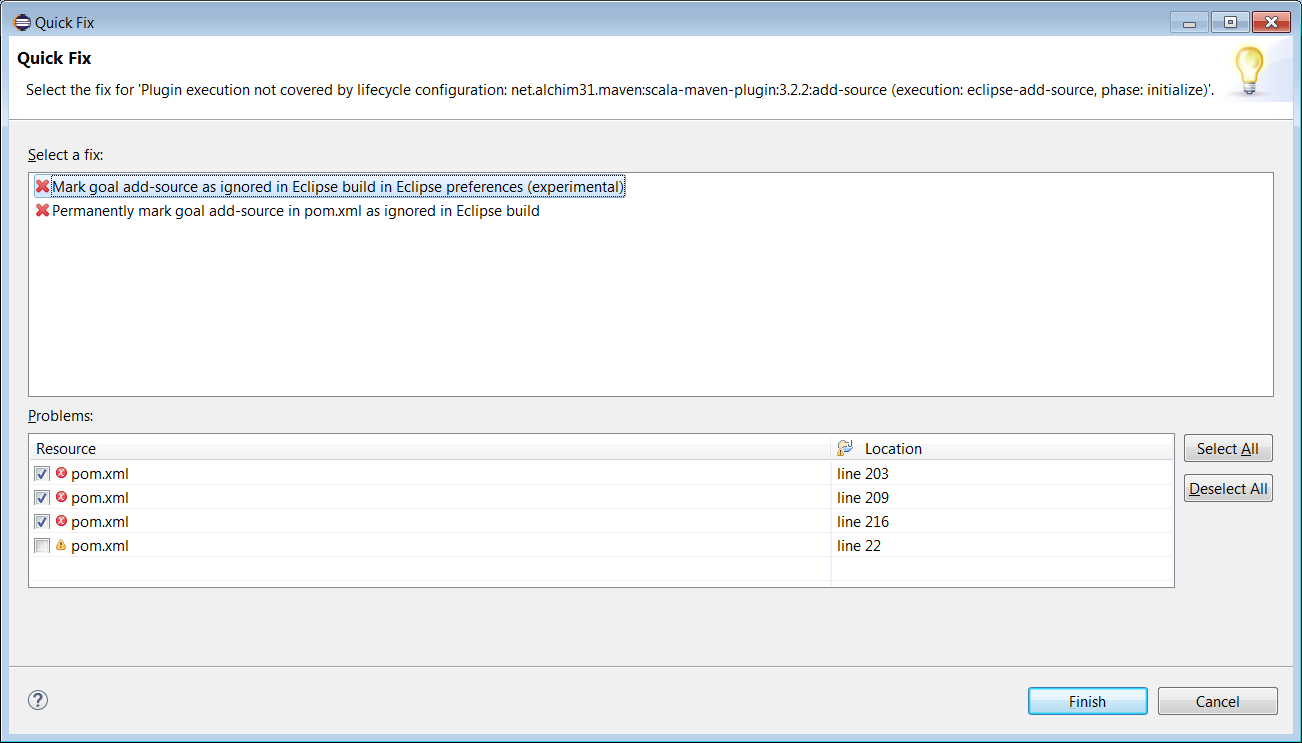 Quick Fix
Quick Fix
Select the fix for 'Plugin execution not covered by lifecycle configuration: net.alchim31.maven:scala-maven-plugin:3.2.2:add-source (execution: eclipse-add-source, phase: initialize)'.
Select a fix:
Mark goal add-source as ignored in Eclipse build in Eclipse preferences (experimental)
Permanently mark goal add-source in pom.xml as ignored in Eclipse build
Problems:
Resource Location
pom.xml line 203
pom.xml line 209
pom.xml line 216
pom.xml line 22
Select All
Deselect All
Finish Cancel